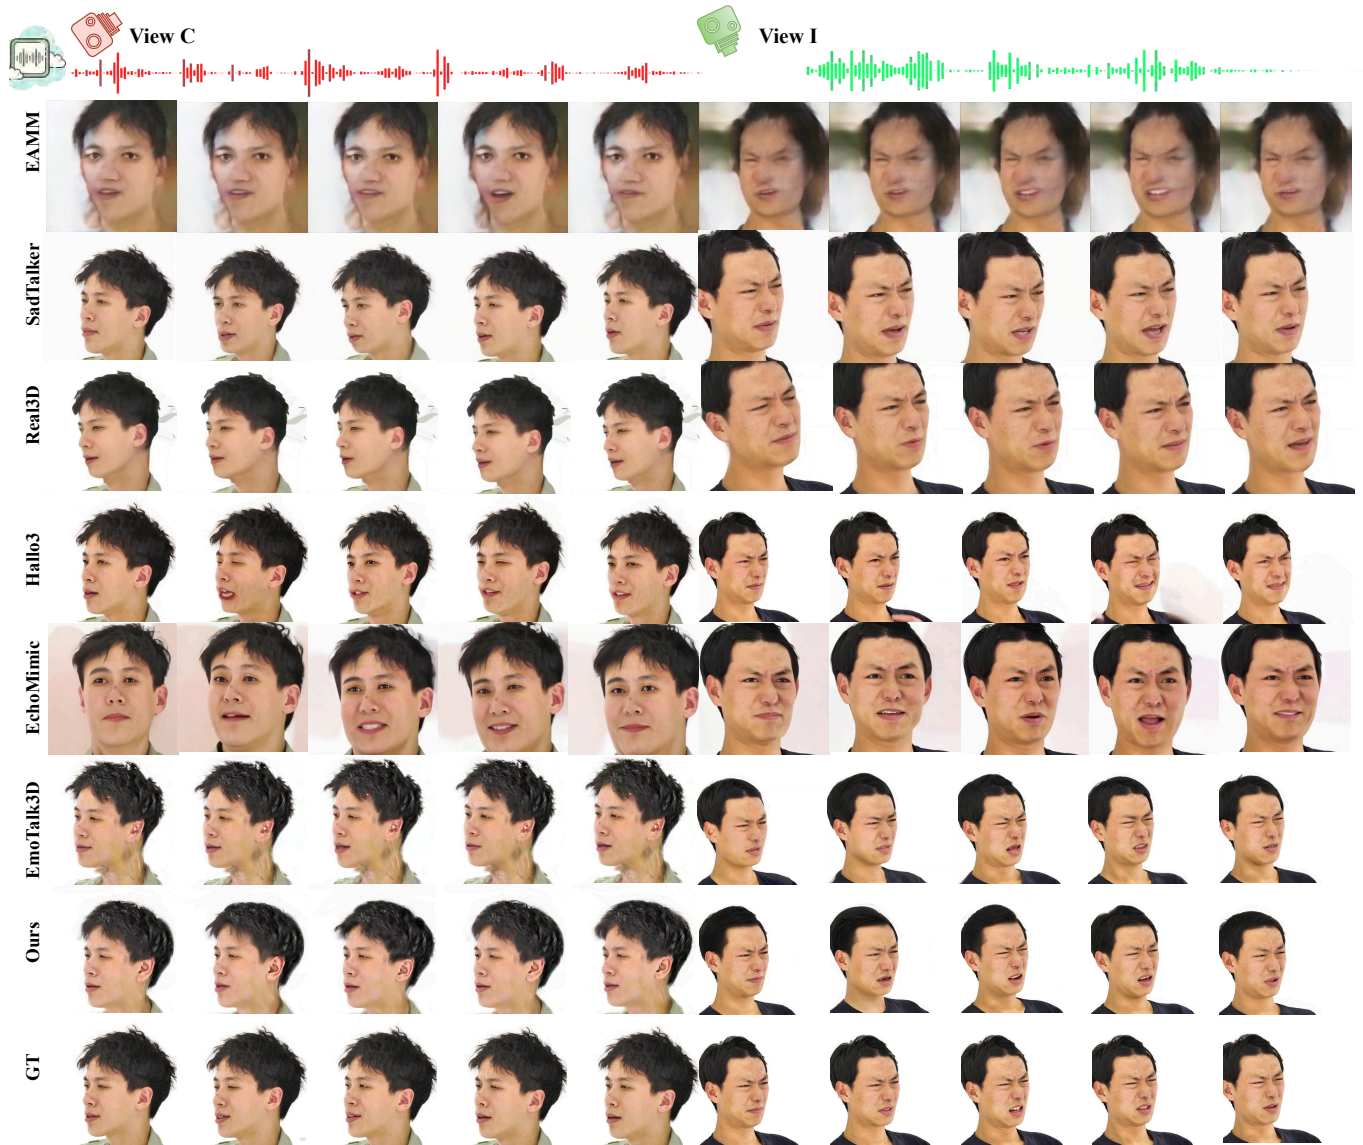 View C
View I
EAMM
SadTalker
Real3D
Hallo3
EchoMimic
EmoTalk3D
Ours
GT